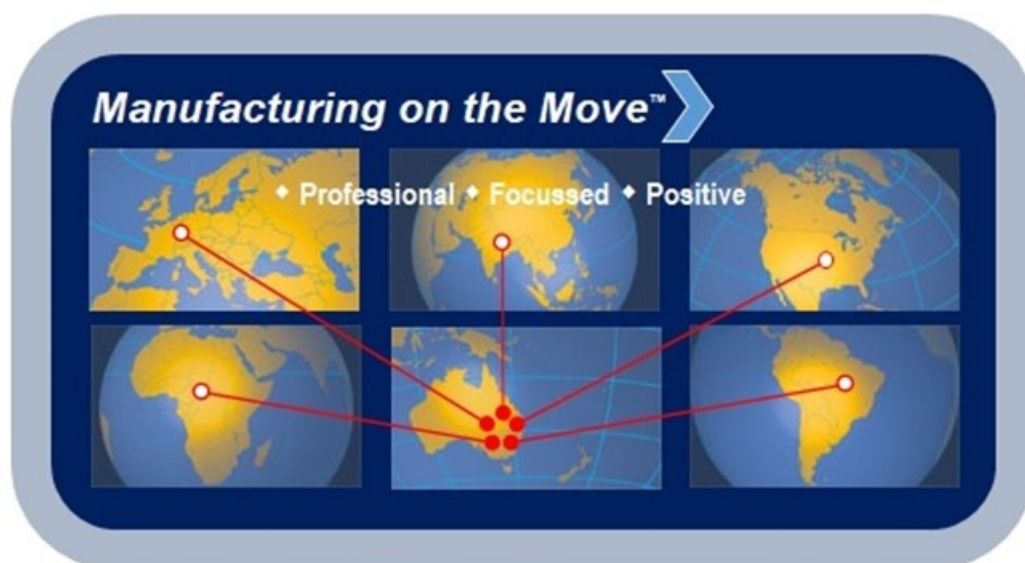 Manufacturing on the Move™
◆ Professional ◆ Focussed ◆ Positive